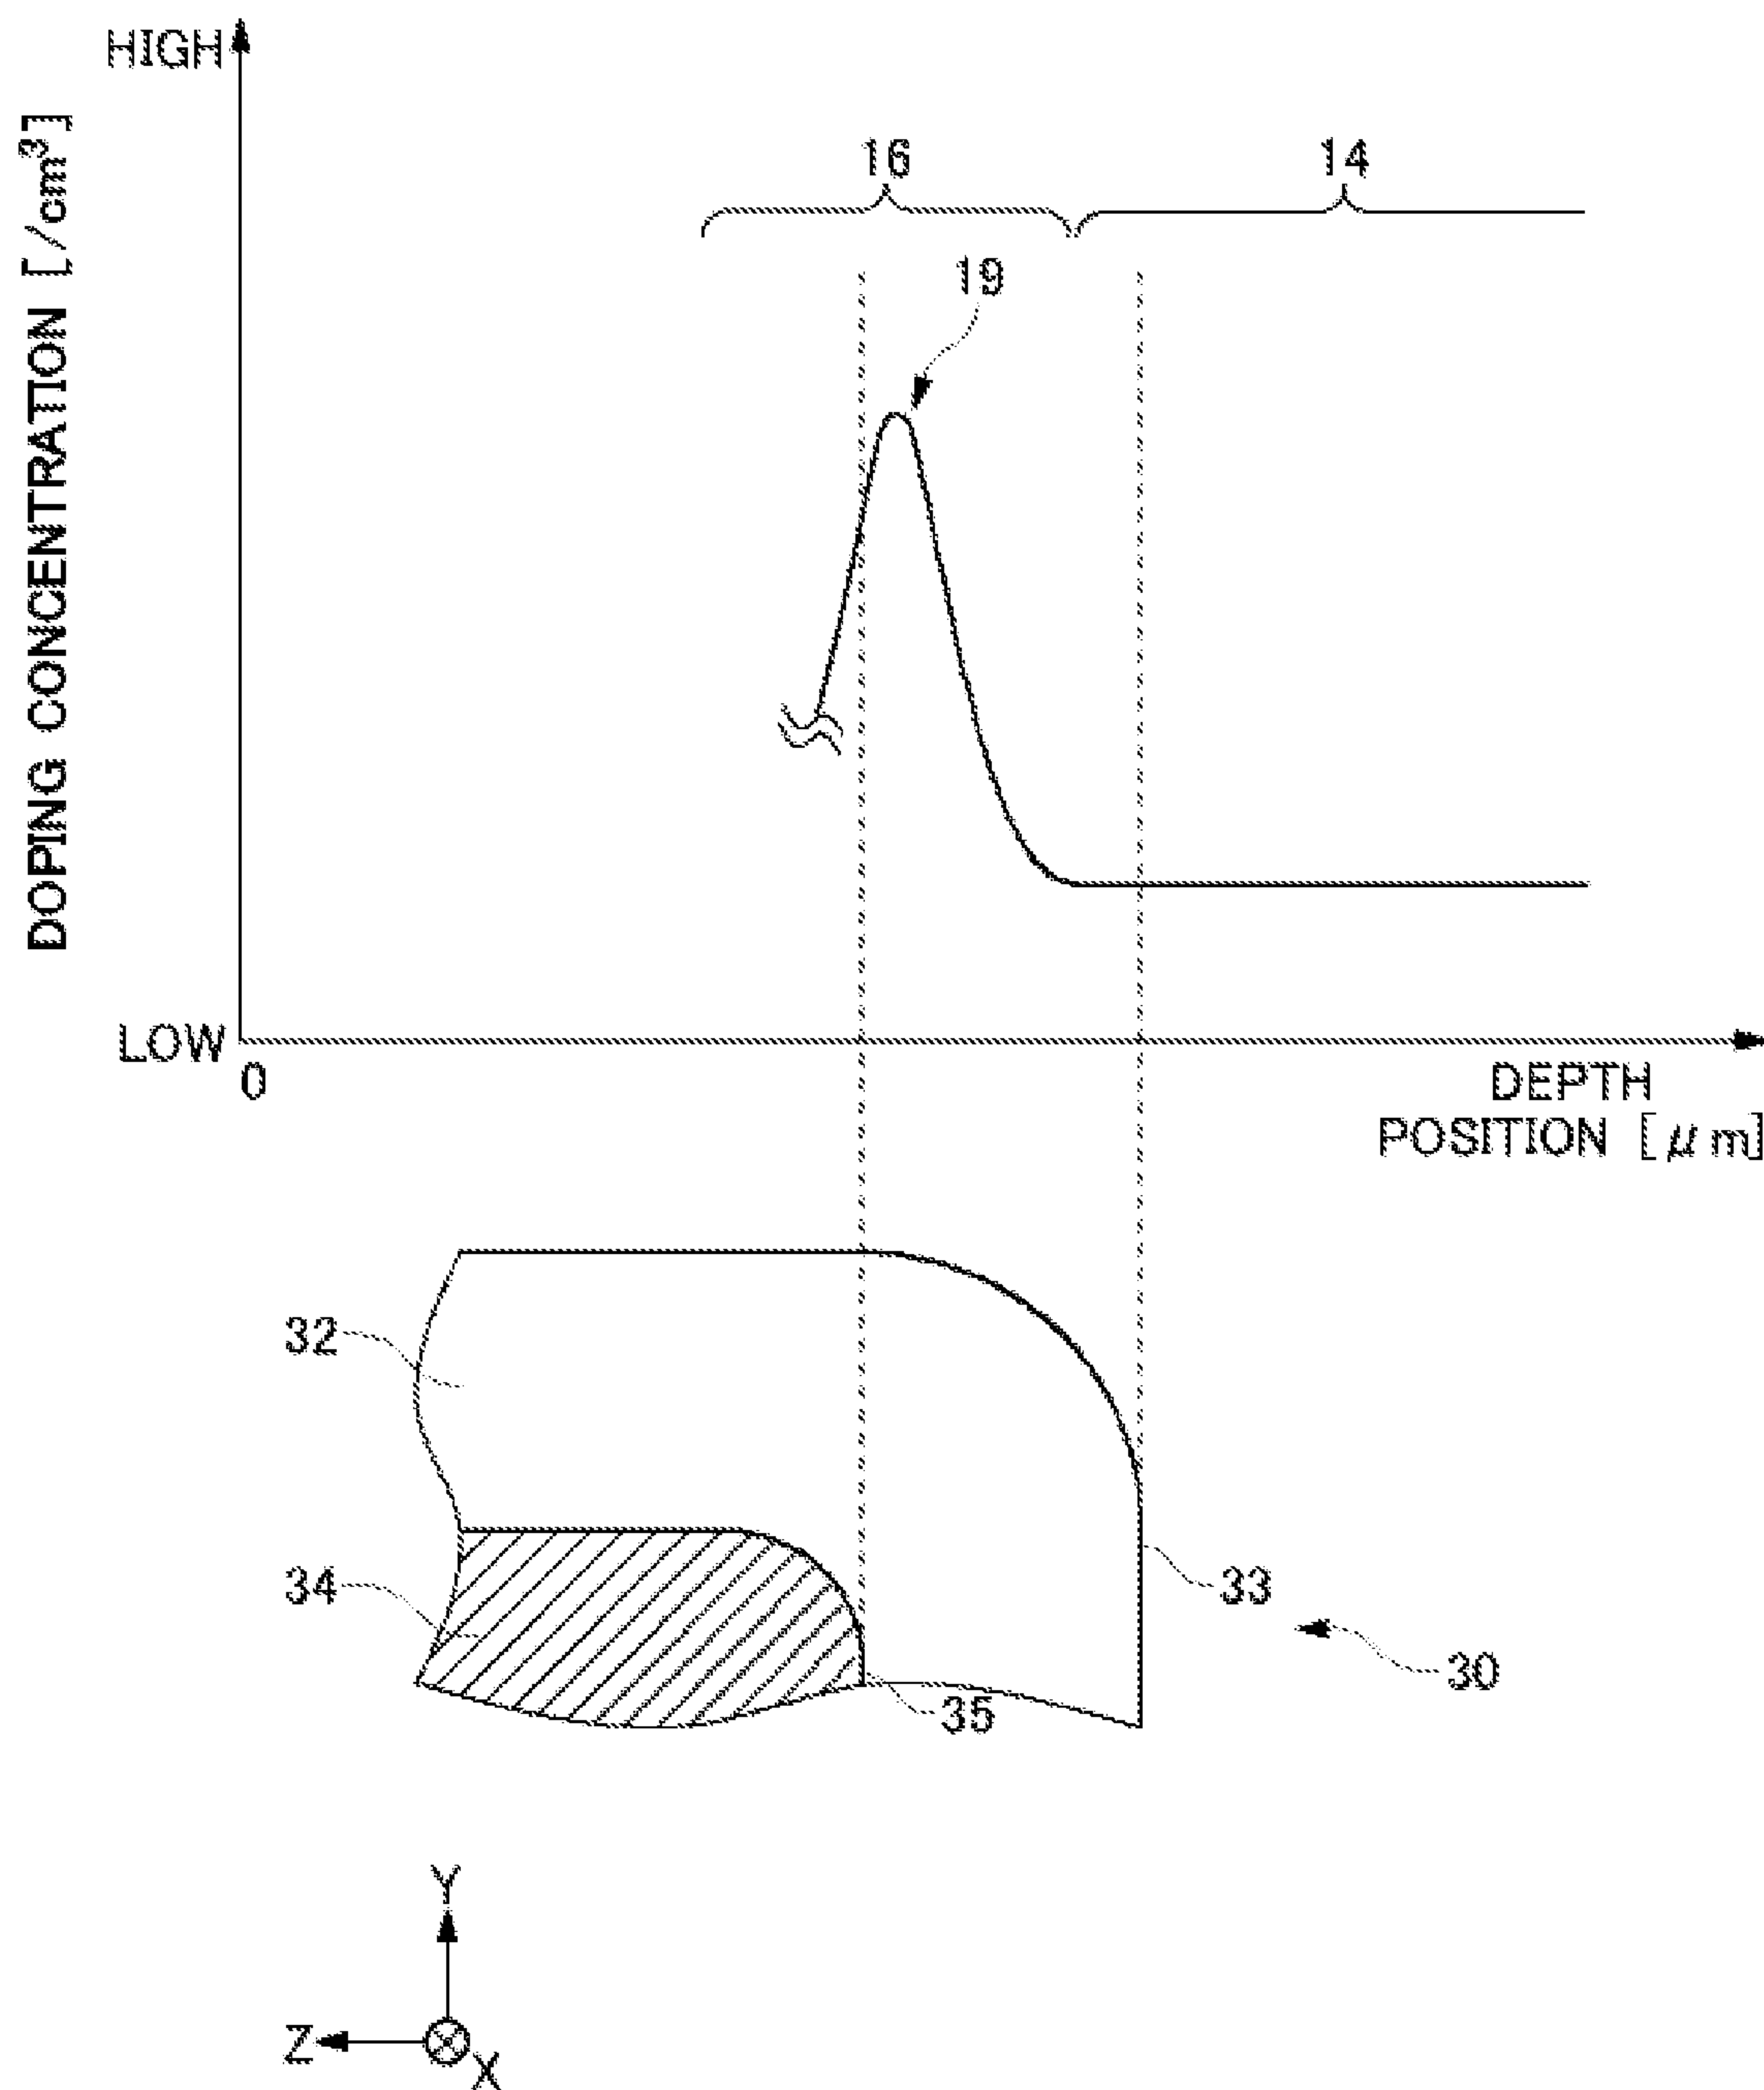 HIGH
DOPING CONCENTRATION [/cm³]
16
14
19
LOW
0
DEPTH
POSITION [μm]
32
34
33
30
35
Y
Z
X